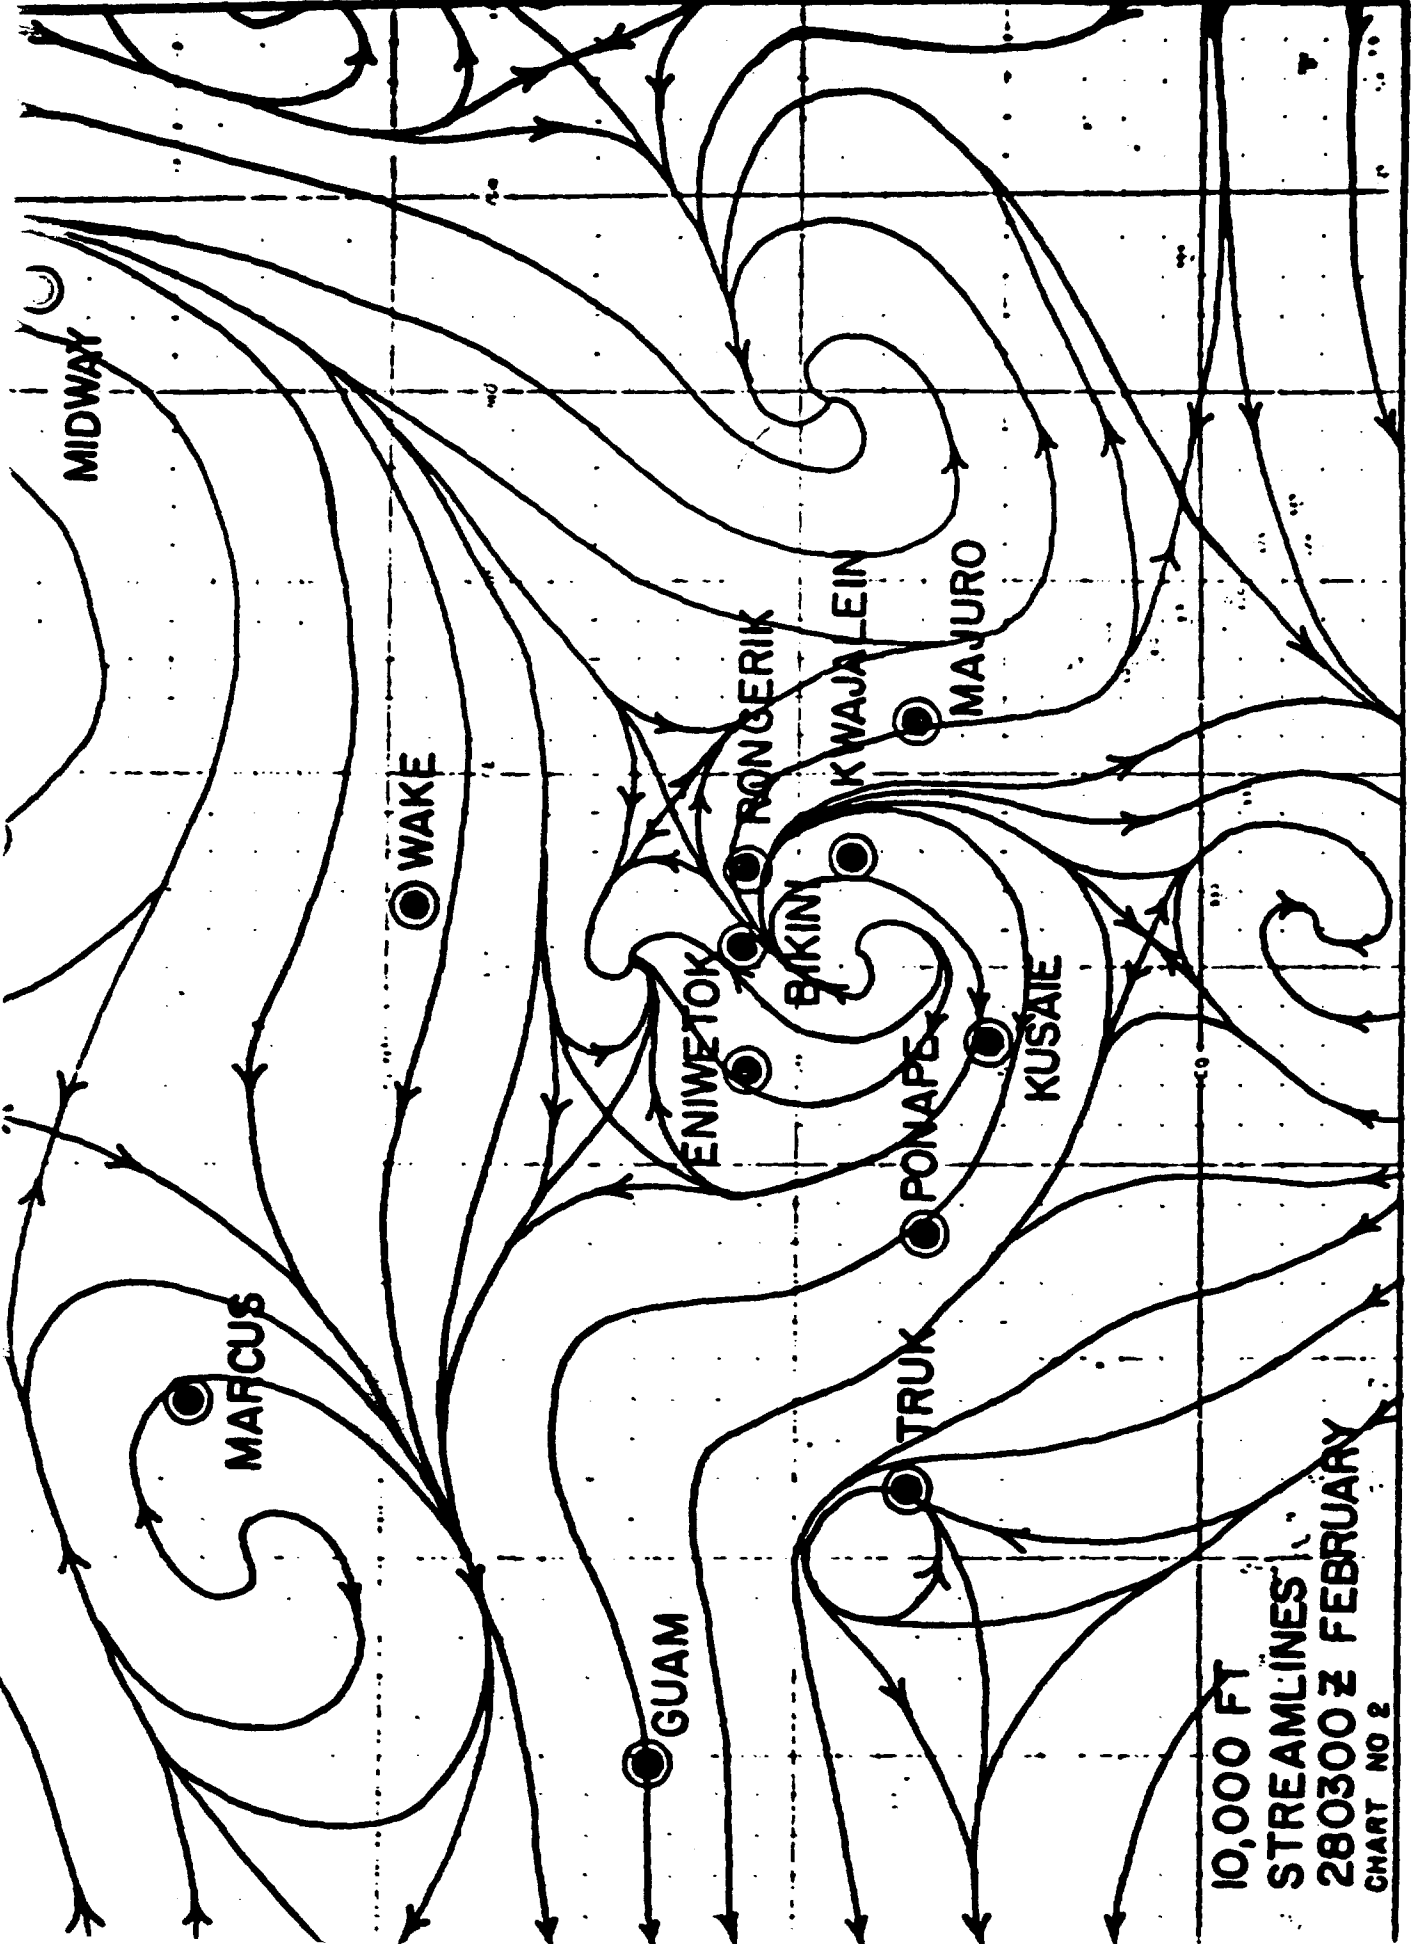 MIDWAY
WAKE
MARCUS
RONGERIK
KWAJALEIN
MAJURO
BIKINI
ENIWETOK
KUSAIE
PONAPE
TRUK
GUAM
10,000 FT
STREAMLINES
280300 Z FEBRUARY
CHART NO 2